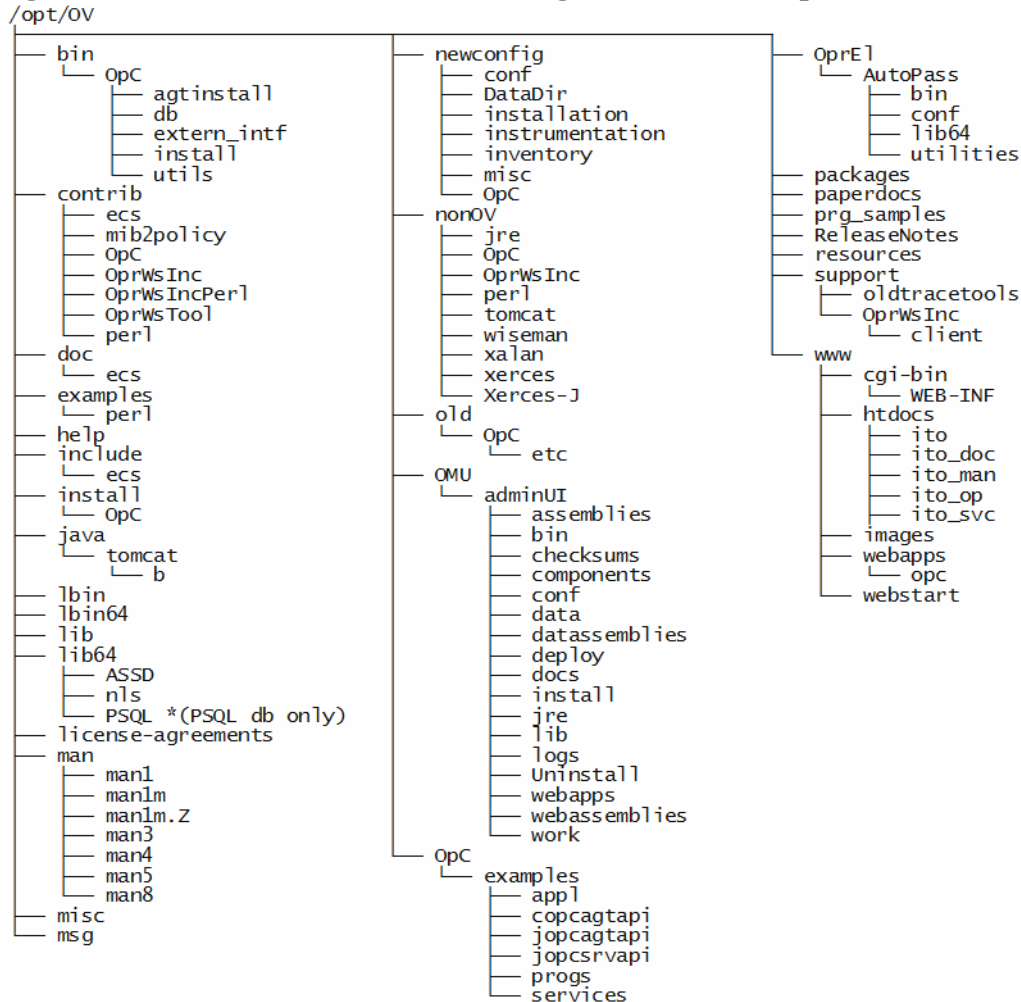 /opt/OV
bin
OpC
agtinstall
db
extern_intf
install
utils
contrib
ecs
mib2policy
OpC
OprWsInc
OprWsIncPerl
OprWsTool
perl
doc
ecs
examples
perl
help
include
ecs
install
OpC
java
tomcat
b
lbin
lbin64
lib
lib64
ASSD
nls
PSQL *(PSQL db only)
license-agreements
man
man1
man1m
man1m.Z
man3
man4
man5
man8
misc
msg
newconfig
conf
DataDir
installation
instrumentation
inventory
misc
OpC
nonOV
jre
OpC
OprWsInc
perl
tomcat
wiseman
xalan
xerces
Xerces-J
old
OpC
etc
OMU
adminUI
assemblies
bin
checksums
components
conf
data
datassemblies
deploy
docs
install
jre
lib
logs
Uninstall
webapps
webassemblies
work
OpC
examples
appl
copcagtapi
jopcagtapi
jopcsrvapi
progs
services
OprEl
AutoPass
bin
conf
lib64
utilities
packages
paperdocs
prg_samples
ReleaseNotes
resources
support
oldtracetools
OprWsInc
client
www
cgi-bin
WEB-INF
htdocs
ito
ito_doc
ito_man
ito_op
ito_svc
images
webapps
opc
webstart